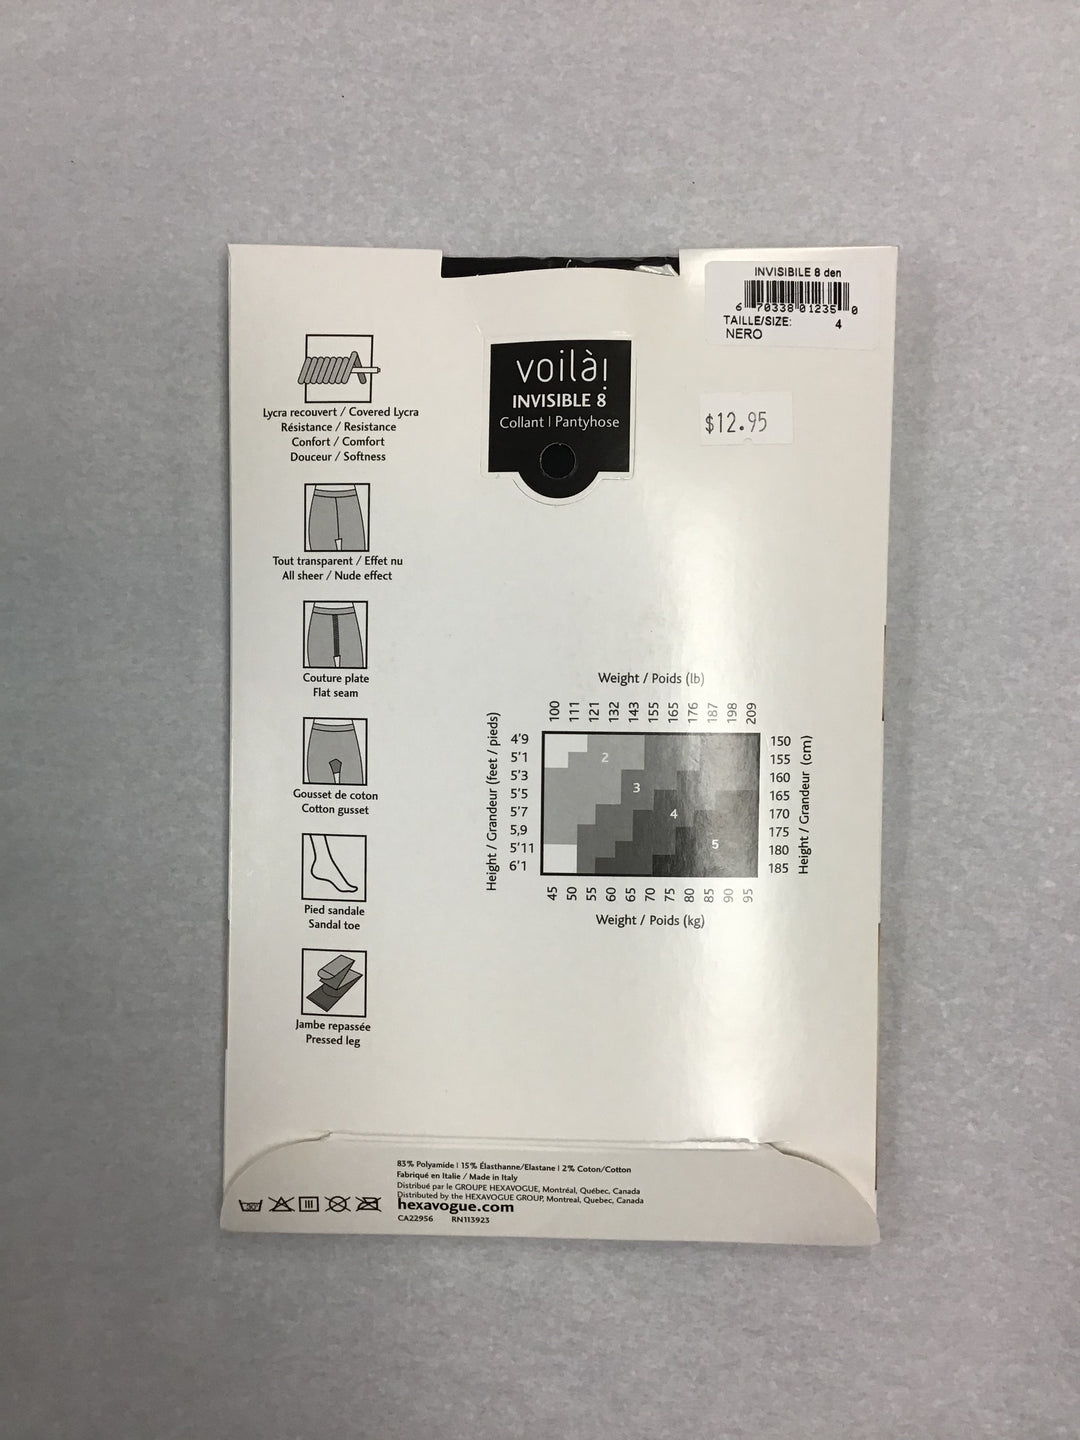 INVISIBILE 8 den
6 70338 01235 0
TAILLE/SIZE: 4
NERO
$12.95
voilà!
INVISIBLE 8
Collant | Pantyhose
Lycra recouvert / Covered Lycra
Résistance / Resistance
Confort / Comfort
Douceur / Softness
Tout transparent / Effet nu
All sheer / Nude effect
Couture plate
Flat seam
Gousset de coton
Cotton gusset
Pied sandale
Sandal toe
Jambe repassée
Pressed leg
Weight / Poids (lb)
100 111 121 132 143 155 165 176 187 198 209
Height / Grandeur (feet / pieds)
4'9
5'1
5'3
5'5
5'7
5,9
5'11
6'1
2
3
4
5
150
155
160
165
170
175
180
185
Height / Grandeur (cm)
45 50 55 60 65 70 75 80 85 90 95
Weight / Poids (kg)
83% Polyamide | 15% Élasthanne/Elastane | 2% Coton/Cotton
Fabriqué en Italie / Made in Italy
Distribué par le GROUPE HEXAVOGUE, Montréal, Québec, Canada
Distributed by the HEXAVOGUE GROUP, Montreal, Quebec, Canada
hexavogue.com
CA22956 RN113923